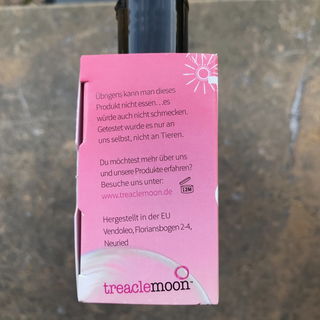 Übrigens kann man dieses
Produkt nicht essen...es
würde auch nicht schmecken.
Getestet wurde es nur an
uns selbst, nicht an Tieren.
Du möchtest mehr über uns
und unsere Produkte erfahren?
Besuche uns unter:
www.treaclemoon.de
12M
Hergestellt in der EU
Vendoleo, Floriansbogen 2-4,
Neuried
treaclemoon™